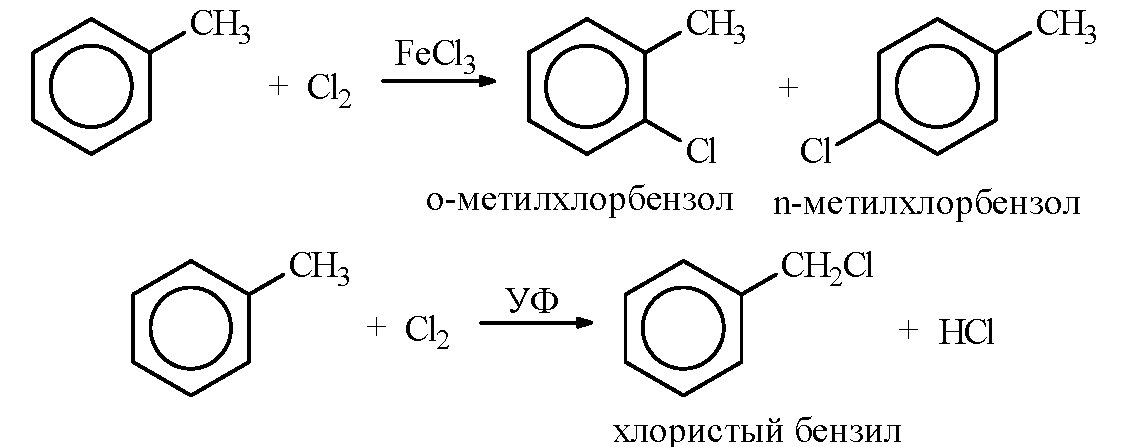 CH₃ + Cl₂ FeCl₃ CH₃ Cl + CH₃ Cl
о-метилхлорбензол n-метилхлорбензол
CH₃ + Cl₂ УФ CH₂Cl + HCl
хлористый бензил